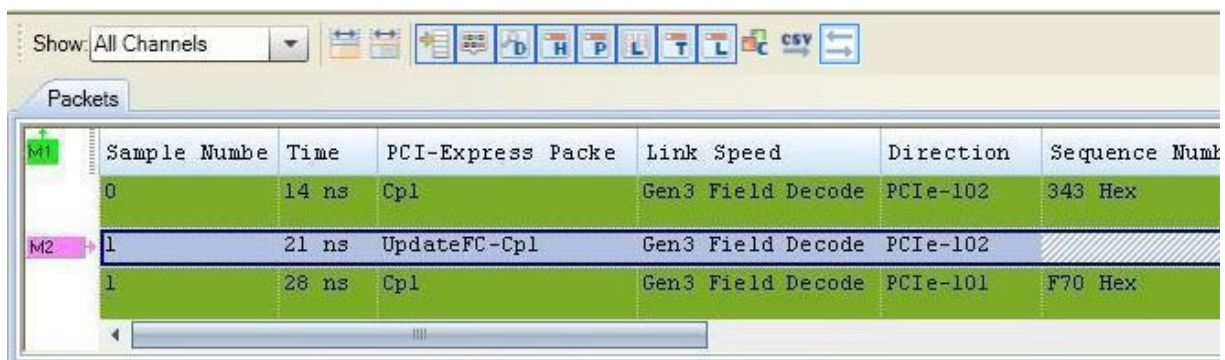 Show: All Channels
D H P L T L C CSV
Packets
M1 Sample Numbe Time PCI-Express Packe Link Speed Direction Sequence Numb
0 14 ns Cpl Gen3 Field Decode PCIe-102 343 Hex
M2 1 21 ns UpdateFC-Cpl Gen3 Field Decode PCIe-102
1 28 ns Cpl Gen3 Field Decode PCIe-101 F70 Hex